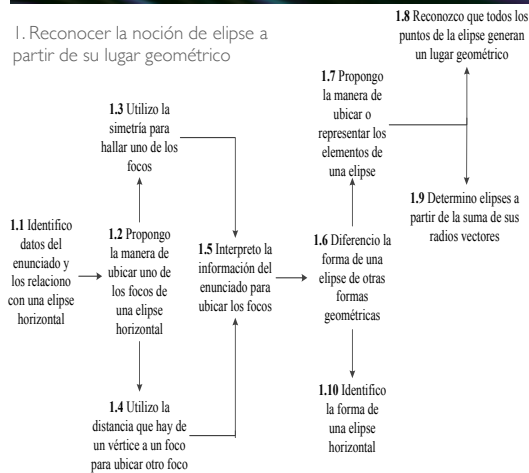 1. Reconocer la noción de elipse a
partir de su lugar geométrico
1.1 Identifico
datos del
enunciado y
los relaciono
con una elipse
horizontal
1.2 Propongo
la manera de
ubicar uno de
los focos de
una elipse
horizontal
1.3 Utilizo la
simetría para
hallar uno de los
focos
1.4 Utilizo la
distancia que hay de
un vértice a un foco
para ubicar otro foco
1.5 Interpreto la
información del
enunciado para
ubicar los focos
1.6 Diferencio la
forma de una
elipse de otras
formas
geométricas
1.7 Propongo
la manera de
ubicar o
representar los
elementos de
una elipse
1.8 Reconozco que todos los
puntos de la elipse generan
un lugar geométrico
1.9 Determino elipses a
partir de la suma de sus
radios vectores
1.10 Identifico
la forma de
una elipse
horizontal